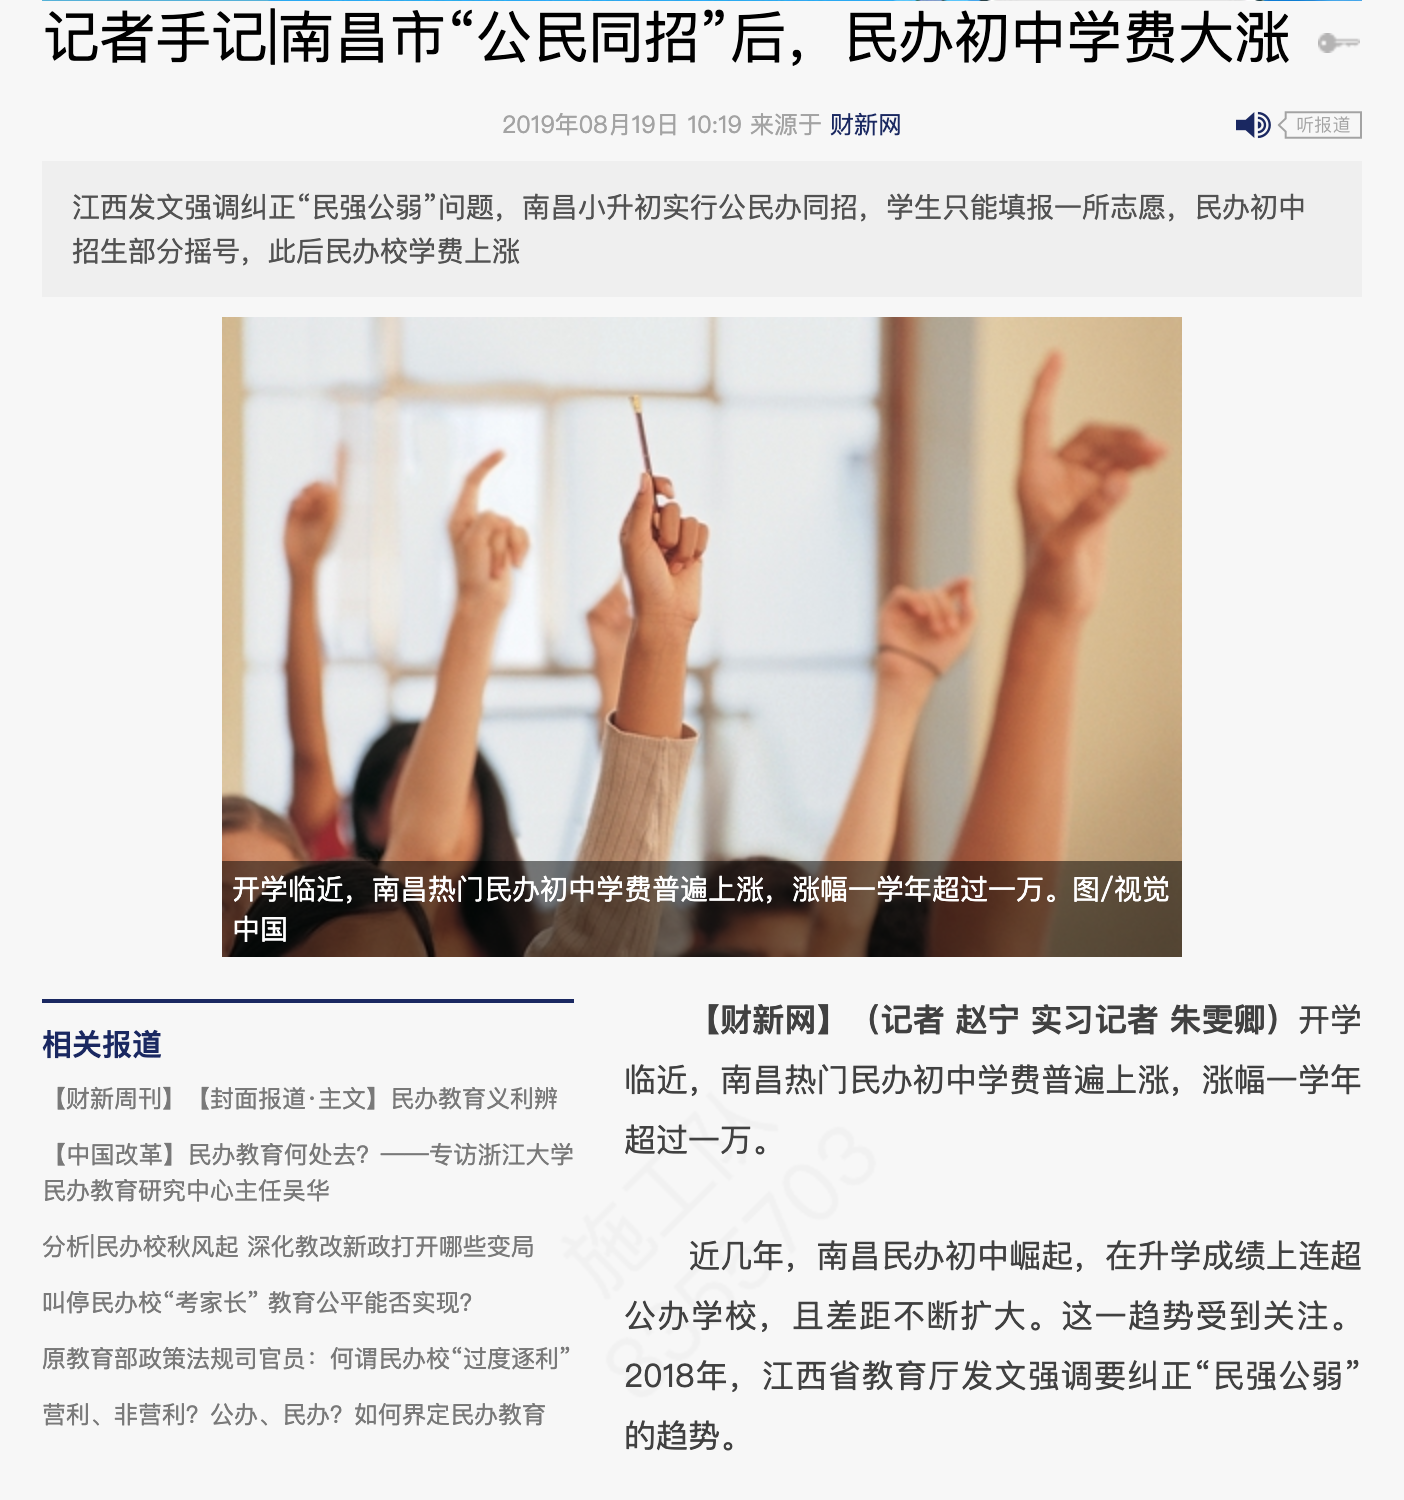 记者手记|南昌市“公民同招”后，民办初中学费大涨
2019年08月19日 10:19 来源于 财新网
听报道
江西发文强调纠正“民强公弱”问题，南昌小升初实行公民办同招，学生只能填报一所志愿，民办初中
招生部分摇号，此后民办校学费上涨
开学临近，南昌热门民办初中学费普遍上涨，涨幅一学年超过一万。图/视觉
中国
相关报道
【财新周刊】【封面报道·主文】民办教育义利辨
【中国改革】民办教育何处去？——专访浙江大学
民办教育研究中心主任吴华
分析|民办校秋风起 深化教改新政打开哪些变局
叫停民办校“考家长” 教育公平能否实现？
原教育部政策法规司官员：何谓民办校“过度逐利”
营利、非营利？公办、民办？如何界定民办教育
【财新网】（记者 赵宁 实习记者 朱雯卿）开学
临近，南昌热门民办初中学费普遍上涨，涨幅一学年
超过一万。
近几年，南昌民办初中崛起，在升学成绩上连超
公办学校，且差距不断扩大。这一趋势受到关注。
2018年，江西省教育厅发文强调要纠正“民强公弱”
的趋势。
施工队